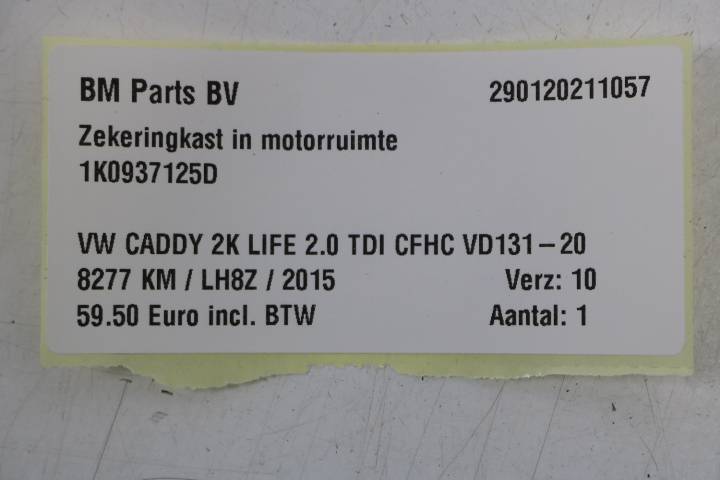 BM Parts BV 290120211057
Zekeringkast in motorruimte
1K0937125D
VW CADDY 2K LIFE 2.0 TDI CFHC VD131-20
8277 KM / LH8Z / 2015 Verz: 10
59.50 Euro incl. BTW Aantal: 1